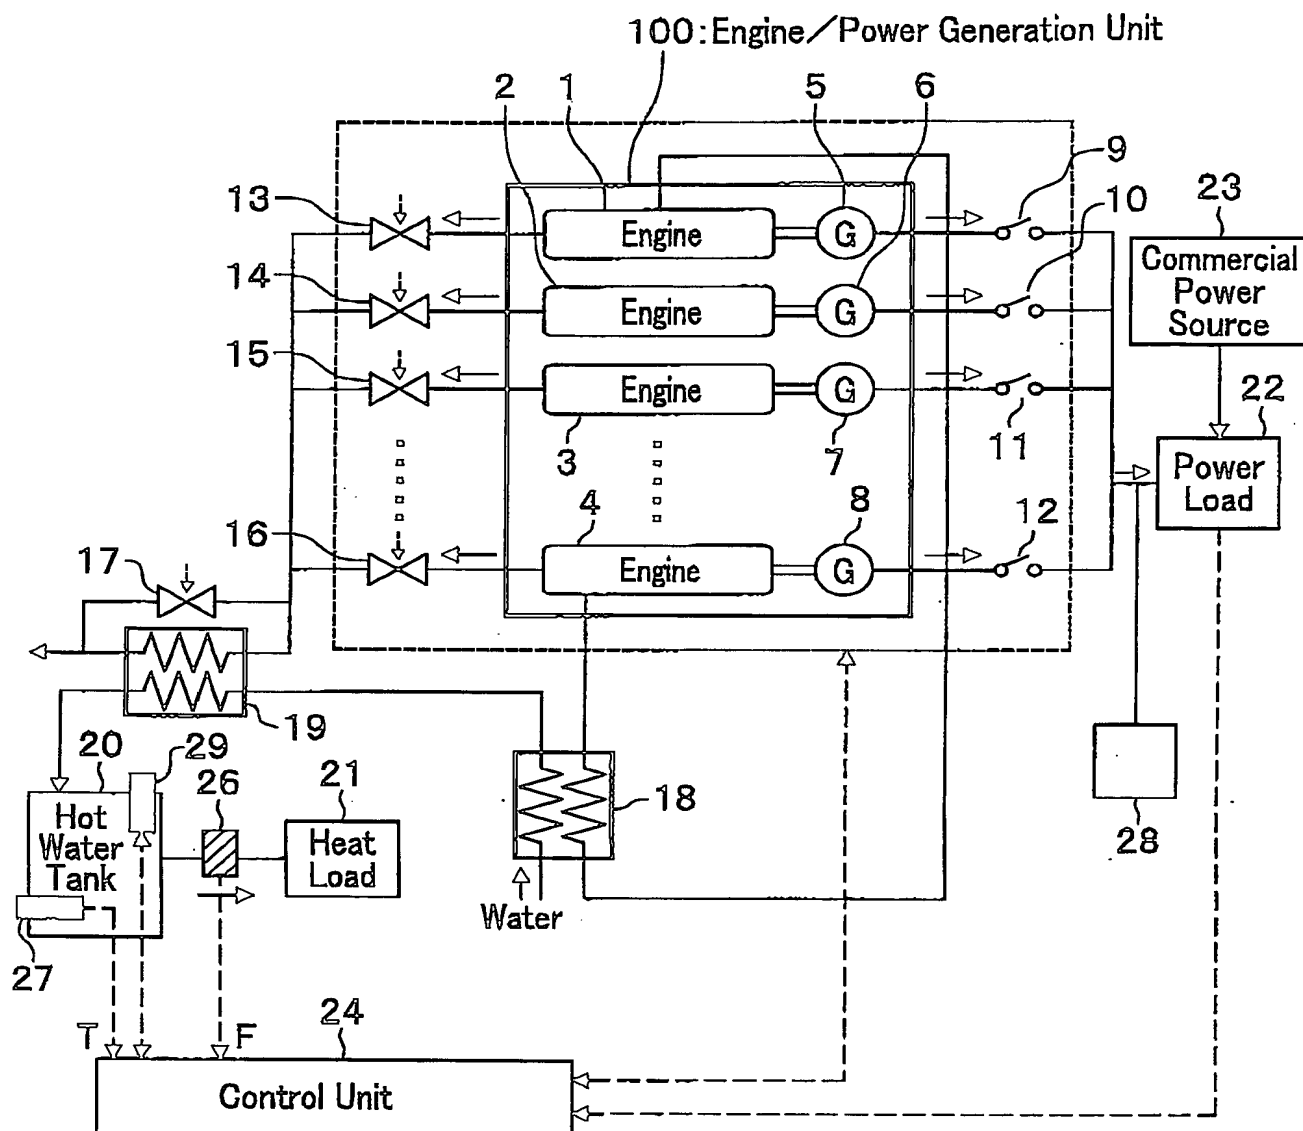 100:Engine/Power Generation Unit
2
1
5
6
9
13
Engine
G
10
23
Commercial
Power
Source
14
Engine
G
15
Engine
G
22
3
7
11
Power
Load
4
8
12
16
17
Engine
G
19
20
29
26
21
18
28
Hot
Water
Tank
Heat
Load
Water
27
T
F
24
Control Unit